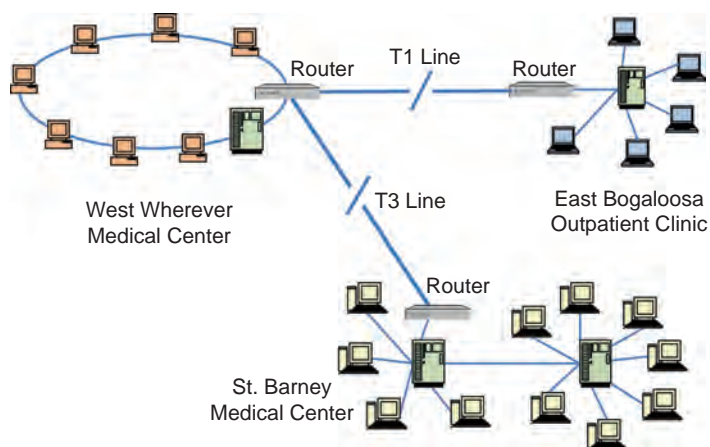 Router
T1 Line
Router
West Wherever
Medical Center
T3 Line
East Bogaloosa
Outpatient Clinic
Router
St. Barney
Medical Center